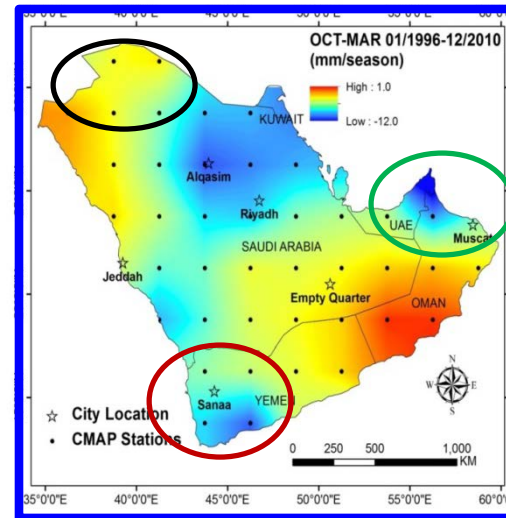 OCT-MAR 01/1996-12/2010
(mm/season)
High : 1.0
Low : -12.0
KUWAIT
Alqasim
Riyadh
UAE
Muscat
SAUDI ARABIA
Jeddah
Empty Quarter
OMAN
Sanaa
YEMEN
N
W E
S
☆ City Location
• CMAP Stations
0 250 500 1,000
KM
35°0'0"E 40°0'0"E 45°0'0"E 50°0'0"E 55°0'0"E 60°0'